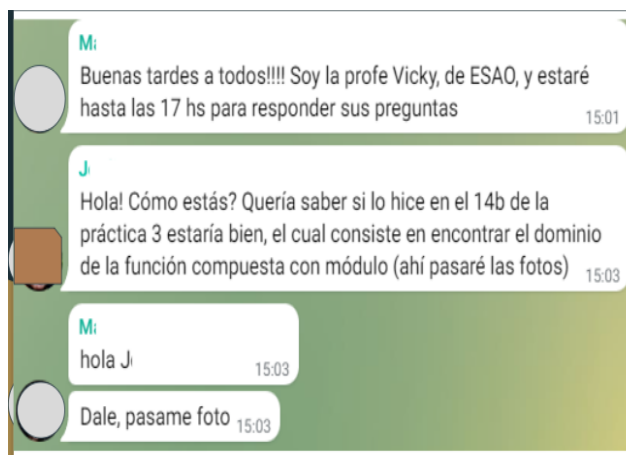 Buenas tardes a todos!!!! Soy la profe Vicky, de ESAO, y estaré
hasta las 17 hs para responder sus preguntas
15:01
Hola! Cómo estás? Quería saber si lo hice en el 14b de la
práctica 3 estaría bien, el cual consiste en encontrar el dominio
de la función compuesta con módulo (ahí pasaré las fotos)
15:03
hola J
15:03
Dale, pasame foto 15:03